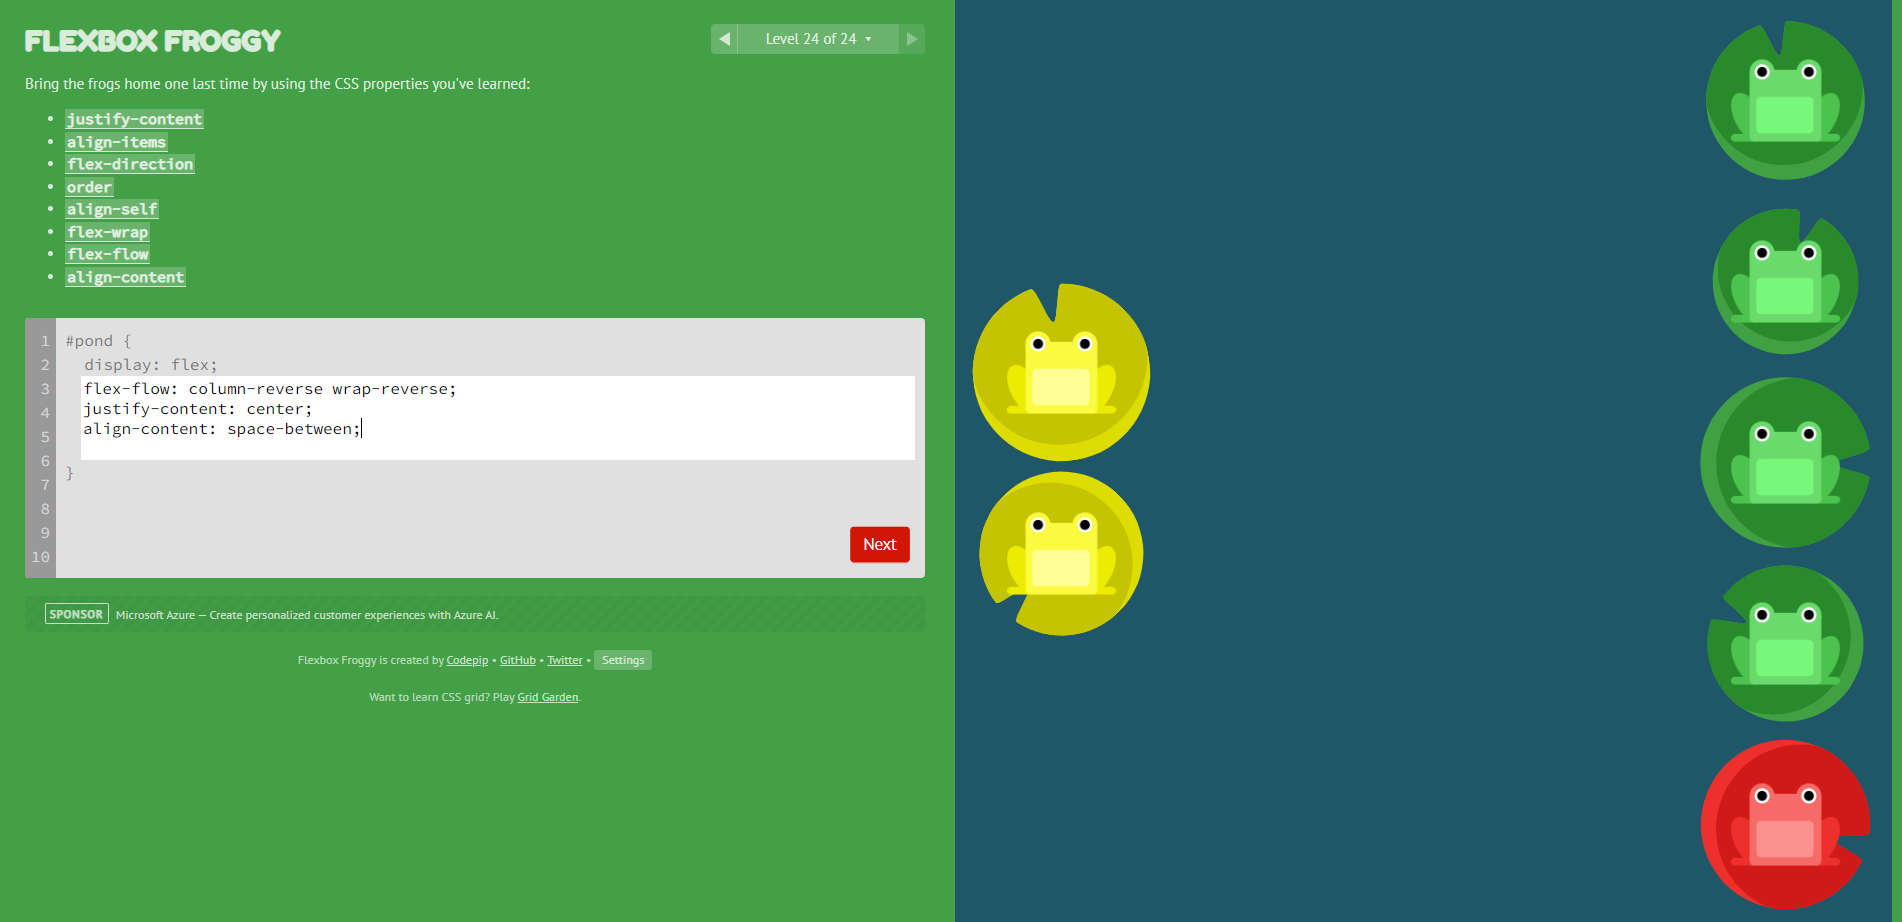 FLEXBOX FROGGY
◀ Level 24 of 24 ▾ ▶
Bring the frogs home one last time by using the CSS properties you've learned:
• justify-content
• align-items
• flex-direction
• order
• align-self
• flex-wrap
• flex-flow
• align-content
1 #pond {
2 display: flex;
3 flex-flow: column-reverse wrap-reverse;
4 justify-content: center;
5 align-content: space-between;
6 }
7
8
9
10
Next
SPONSOR Microsoft Azure — Create personalized customer experiences with Azure AI.
Flexbox Froggy is created by Codepip • GitHub • Twitter • Settings
Want to learn CSS grid? Play Grid Garden.